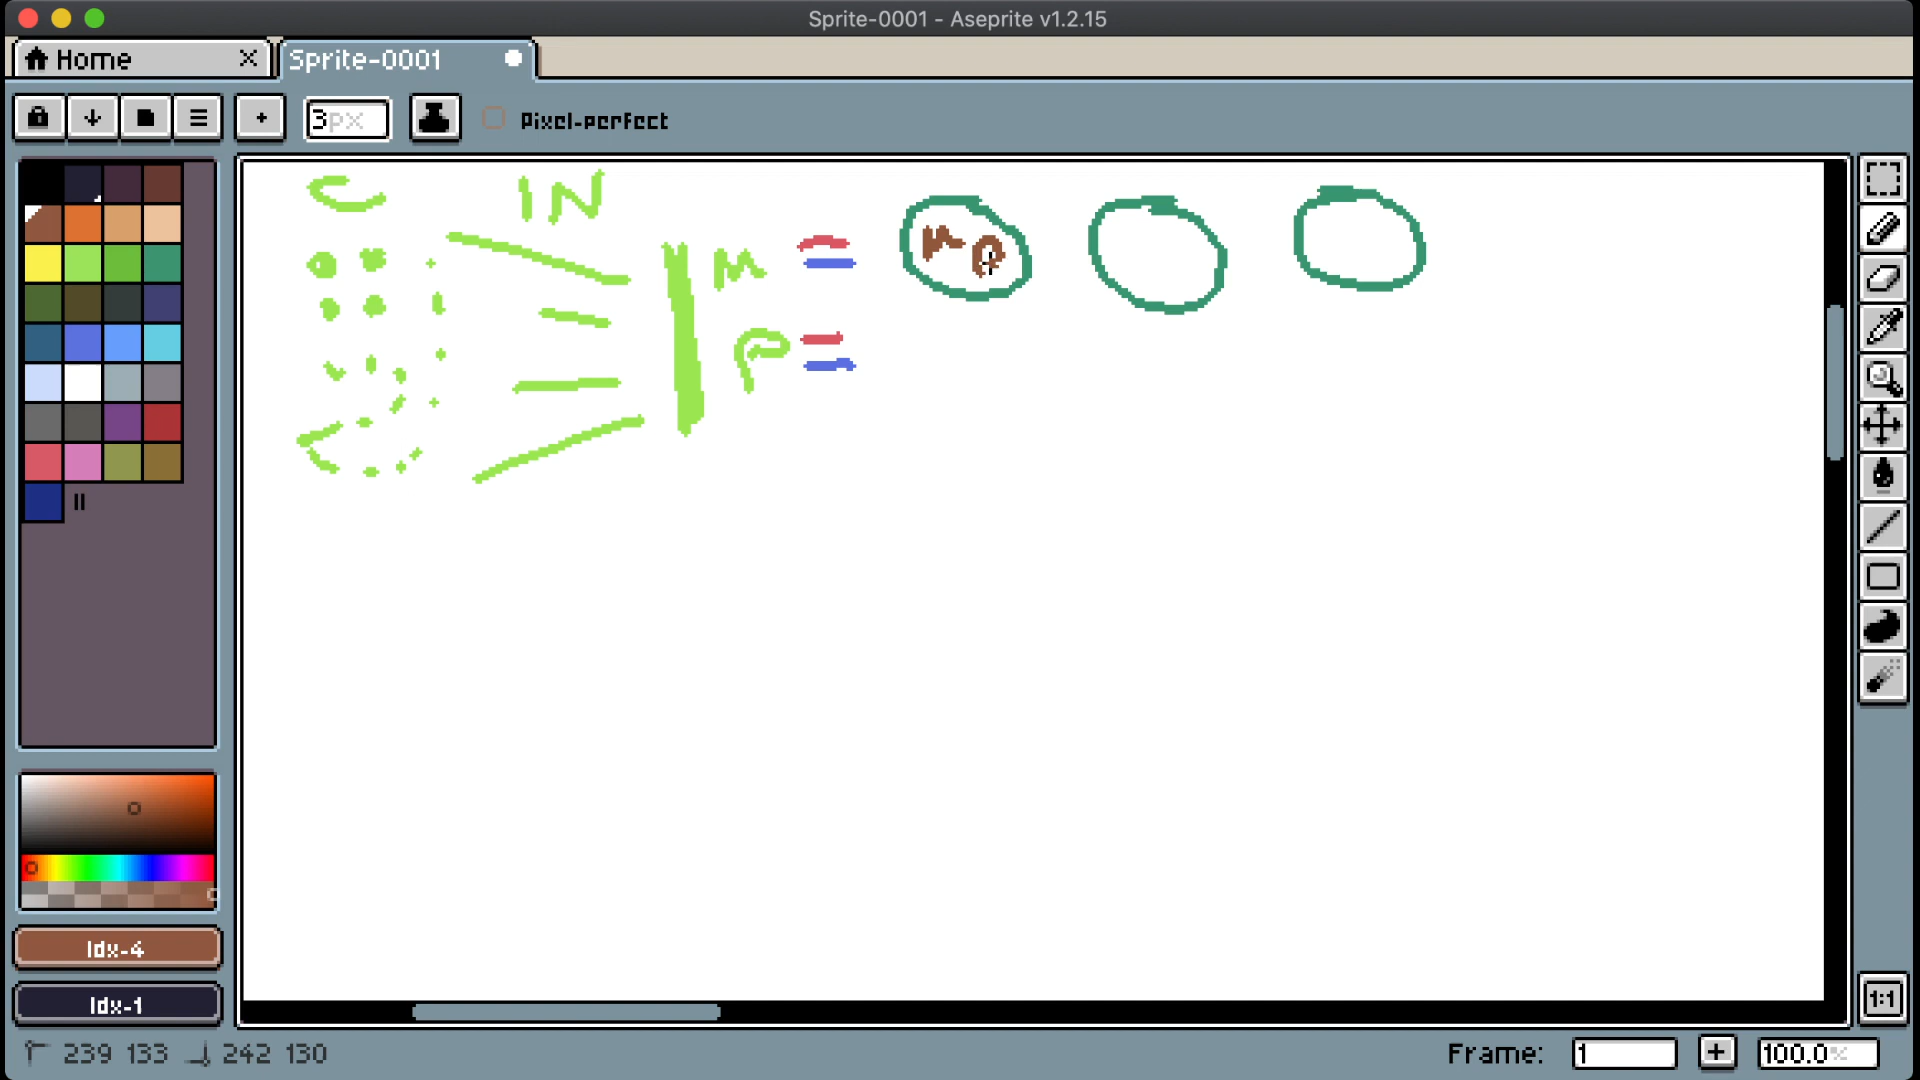 Sprite-0001 - Aseprite v1.2.15
Home Sprite-0001
3px Pixel-perfect
IN
Idx-4
Idx-1
239 133 242 130 Frame: 1 100.0%
1:1